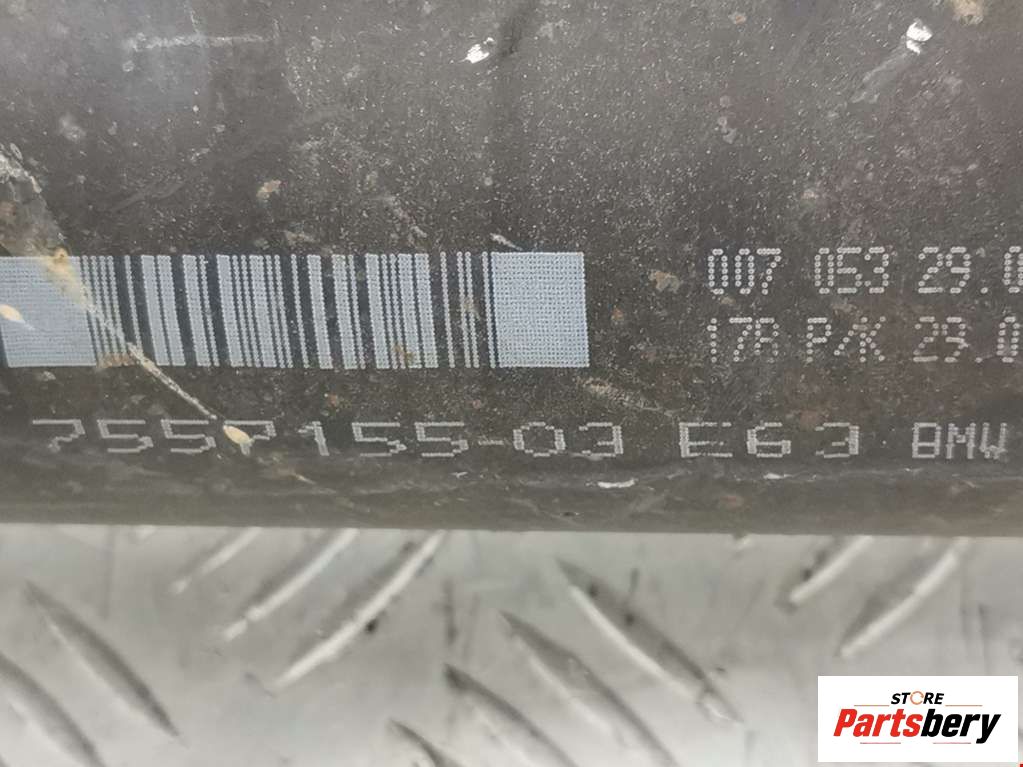 007 053 29.0
17A P/K 29.0
7557155-03 E63 BMW
STORE
Partsbery